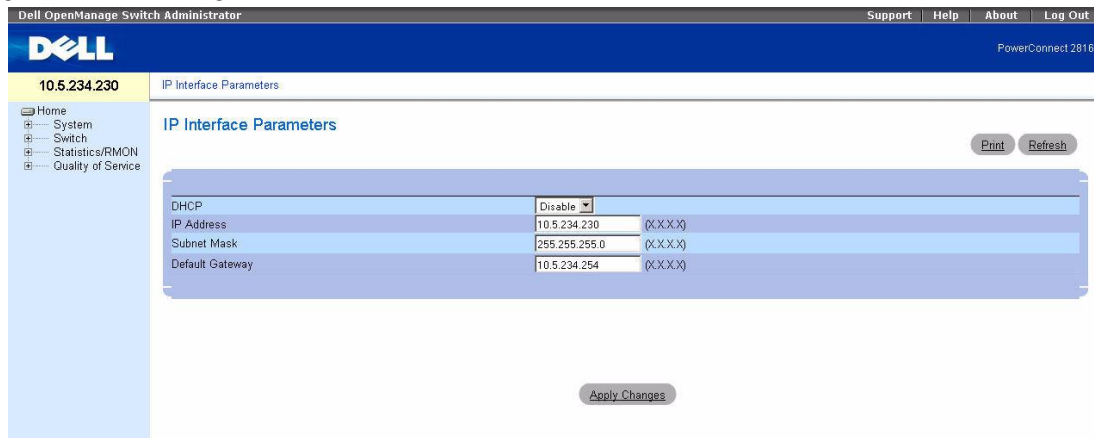 Dell OpenManage Switch Administrator
Support Help About Log Out
DELL
PowerConnect 2816
10.5.234.230
IP Interface Parameters
Home
System
Switch
Statistics/RMON
Quality of Service
IP Interface Parameters
Print Refresh
DHCP Disable
IP Address 10.5.234.230 (X.X.X.X)
Subnet Mask 255.255.255.0 (X.X.X.X)
Default Gateway 10.5.234.254 (X.X.X.X)
Apply Changes